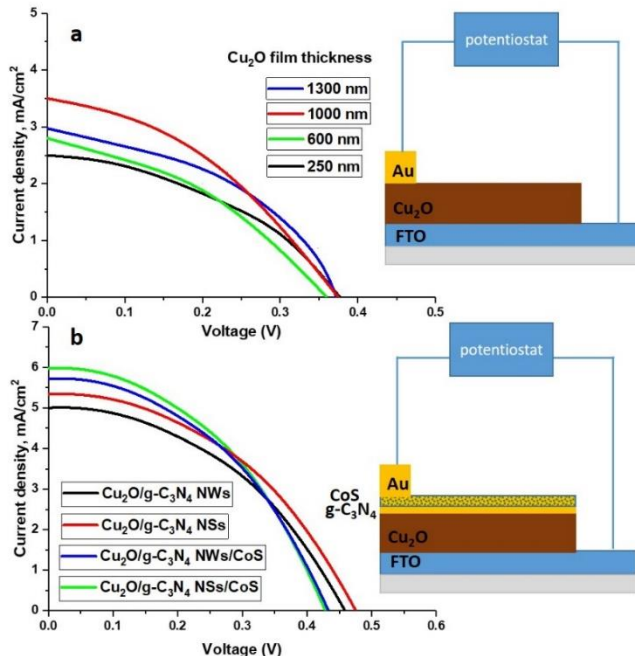 a
Cu₂O film thickness
1300 nm
1000 nm
600 nm
250 nm
Current density, mA/cm²
5
4
3
2
1
0
0.0 0.1 0.2 0.3 0.4 0.5
Voltage (V)
potentiostat
Au
Cu₂O
FTO
b
Current density, mA/cm²
7
6
5
4
3
2
1
0
Cu₂O/g-C₃N₄ NWs
Cu₂O/g-C₃N₄ NSs
Cu₂O/g-C₃N₄ NWs/CoS
Cu₂O/g-C₃N₄ NSs/CoS
0.0 0.1 0.2 0.3 0.4 0.5 0.6
Voltage (V)
potentiostat
Au
CoS
g-C₃N₄
Cu₂O
FTO